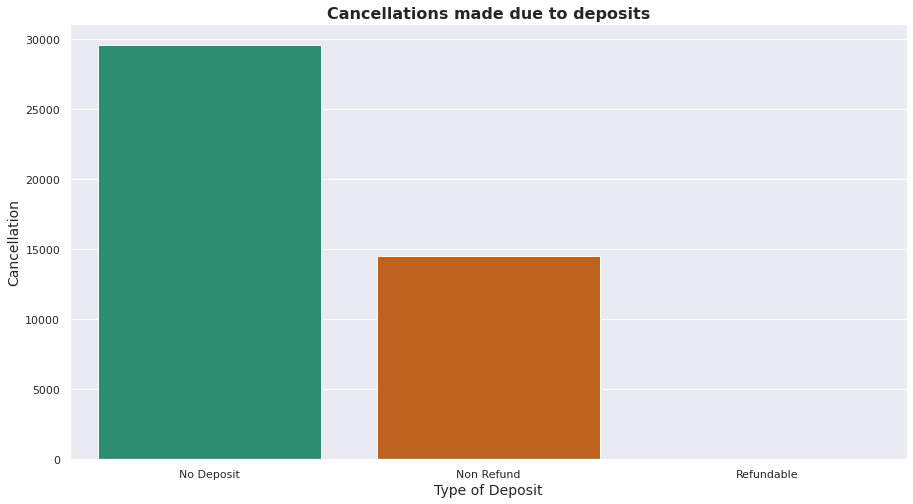 Cancellations made due to deposits
30000
25000
20000
15000
10000
5000
0
Cancellation
No Deposit
Non Refund
Refundable
Type of Deposit